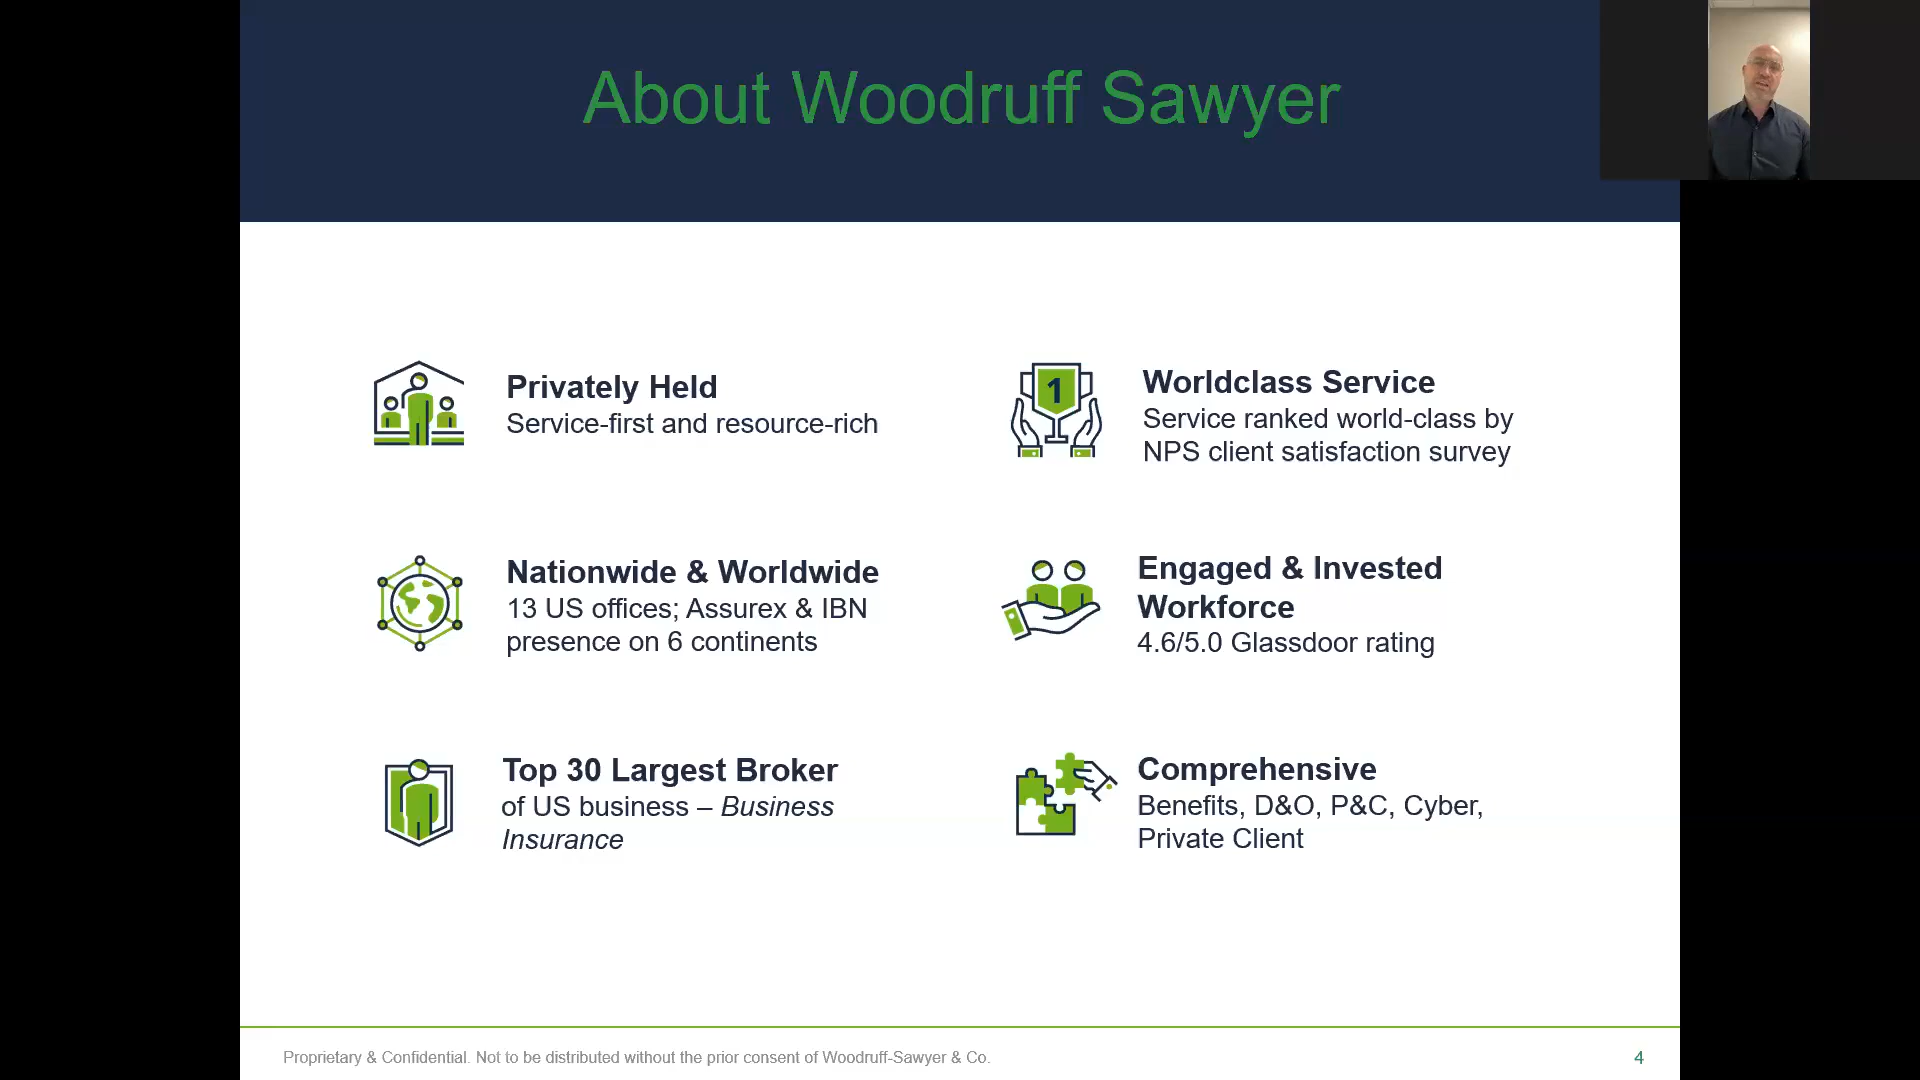 About Woodruff Sawyer
Privately Held
Service-first and resource-rich
1
Worldclass Service
Service ranked world-class by
NPS client satisfaction survey
Nationwide & Worldwide
13 US offices; Assurex & IBN
presence on 6 continents
Engaged & Invested
Workforce
4.6/5.0 Glassdoor rating
Top 30 Largest Broker
of US business – Business
Insurance
Comprehensive
Benefits, D&O, P&C, Cyber,
Private Client
Proprietary & Confidential. Not to be distributed without the prior consent of Woodruff-Sawyer & Co.
4